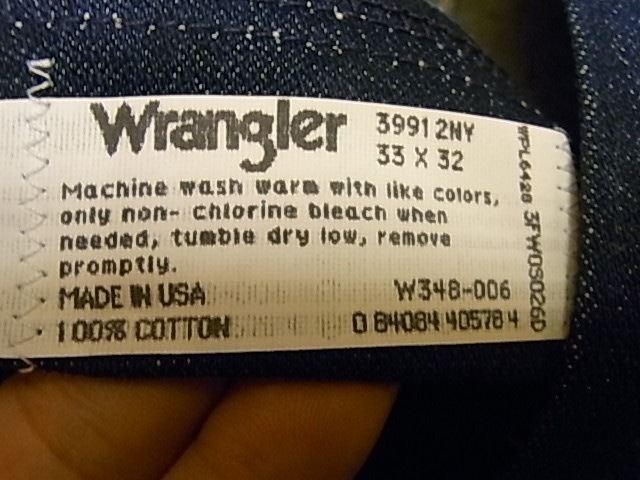 Wrangler 39912NY
33 X 32
Machine wash warm with like colors,
only non- chlorine bleach when
needed, tumble dry low, remove
promptly.
MADE IN USA W348-006
100% COTTON 0 84084 40578 4
WPL6428 3FW0S026D